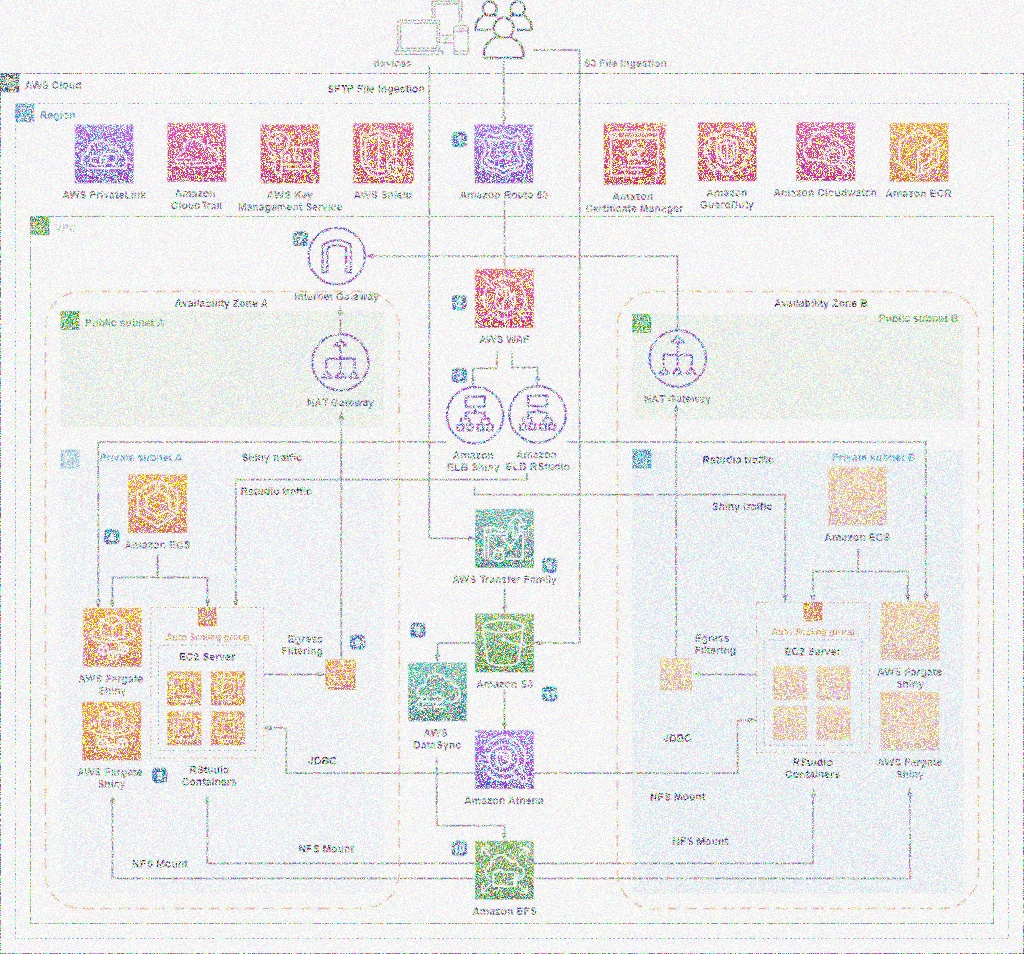 devices
S3 File Ingestion
AWS Cloud
SFTP File Ingestion
Region
AWS PrivateLink
Amazon
CloudTrail
AWS Key
Management Service
AWS Shield
Amazon Route 53
Amazon
Certificate Manager
Amazon
GuardDuty
Amazon Cloudwatch
Amazon ECR
VPC
Internet Gateway
Availability Zone A
Availability Zone B
Public subnet A
Public subnet B
AWS WAF
NAT Gateway
NAT Gateway
Amazon
ELB Shiny
Amazon
ELB RStudio
Private subnet A
Shiny traffic
Rstudio traffic
Private subnet B
Rstudio traffic
Shiny traffic
Amazon ECS
Amazon ECS
AWS Transfer Family
Auto Scaling group
EC2 Server
Egress
Filtering
Egress
Filtering
Auto Scaling group
EC2 Server
AWS Fargate
Shiny
Amazon S3
AWS Fargate
Shiny
AWS
DataSync
JDBC
JDBC
AWS Fargate
Shiny
RStudio
Containers
RStudio
Containers
AWS Fargate
Shiny
Amazon Athena
NFS Mount
NFS Mount
NFS Mount
NFS Mount
Amazon EFS